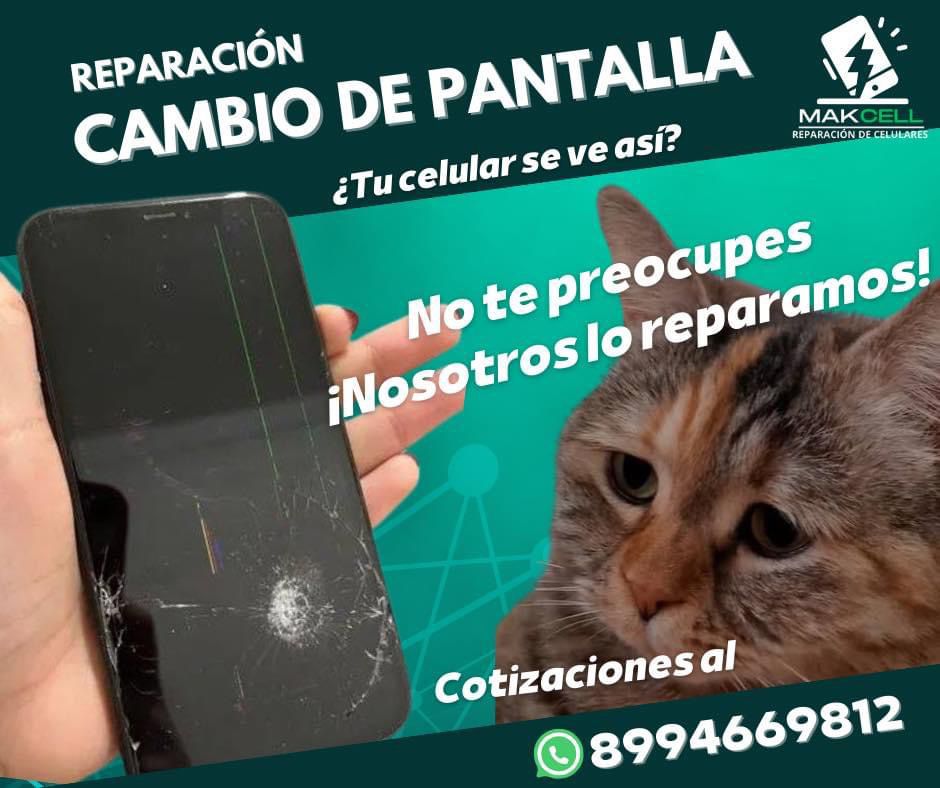 REPARACIÓN
CAMBIO DE PANTALLA
MAKCELL
REPARACIÓN DE CELULARES
¿Tu celular se ve así?
No te preocupes
¡Nosotros lo reparamos!
Cotizaciones al
8994669812